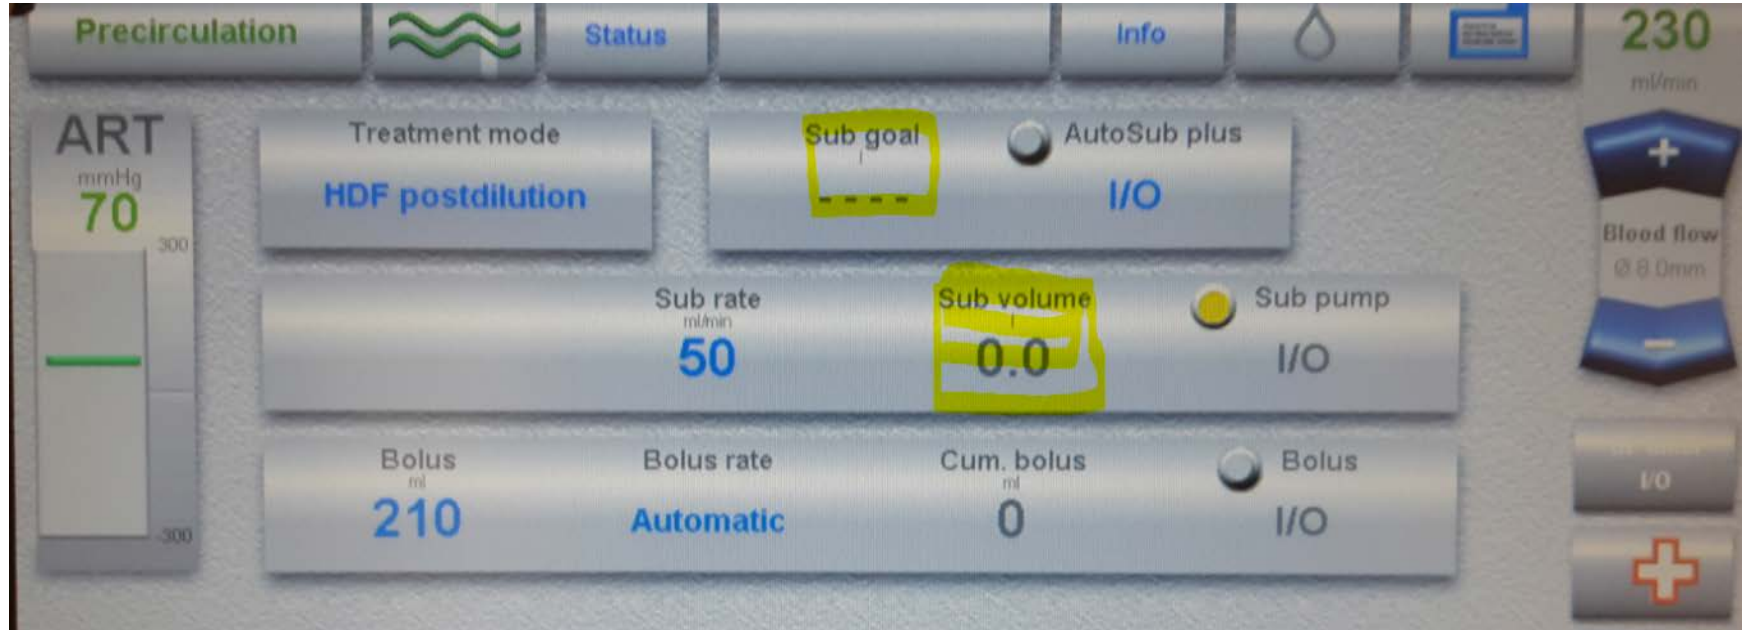 Precirculation
Status
Info
230
ml/min
ART
mmHg
70
300
-300
Treatment mode
HDF postdilution
Sub goal
l
- - - -
AutoSub plus
I/O
Sub rate
ml/min
50
Sub volume
l
0.0
Sub pump
I/O
Bolus
ml
210
Bolus rate
Automatic
Cum. bolus
ml
0
Bolus
I/O
+
Blood flow
Ø 8.0mm
−
I/O